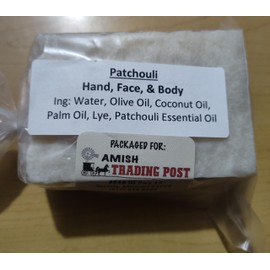 Patchouli
Hand, Face, & Body
Ing: Water, Olive Oil, Coconut Oil,
Palm Oil, Lye, Patchouli Essential Oil
PACKAGED FOR:
AMISH
TRADING POST